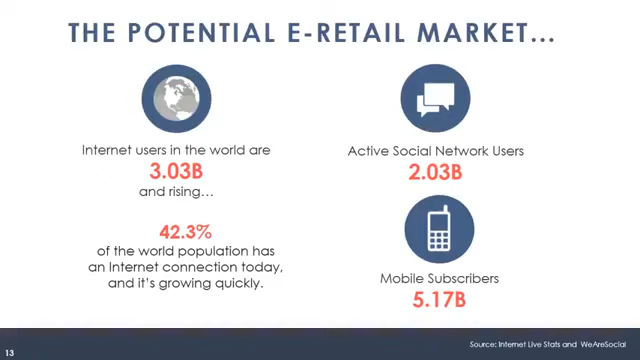 THE POTENTIAL E-RETAIL MARKET...
Internet users in the world are
3.03B
and rising...
42.3%
of the world population has
an Internet connection today,
and it's growing quickly.
Active Social Network Users
2.03B
Mobile Subscribers
5.17B
Source: Internet Live Stats and WeAreSocial
13